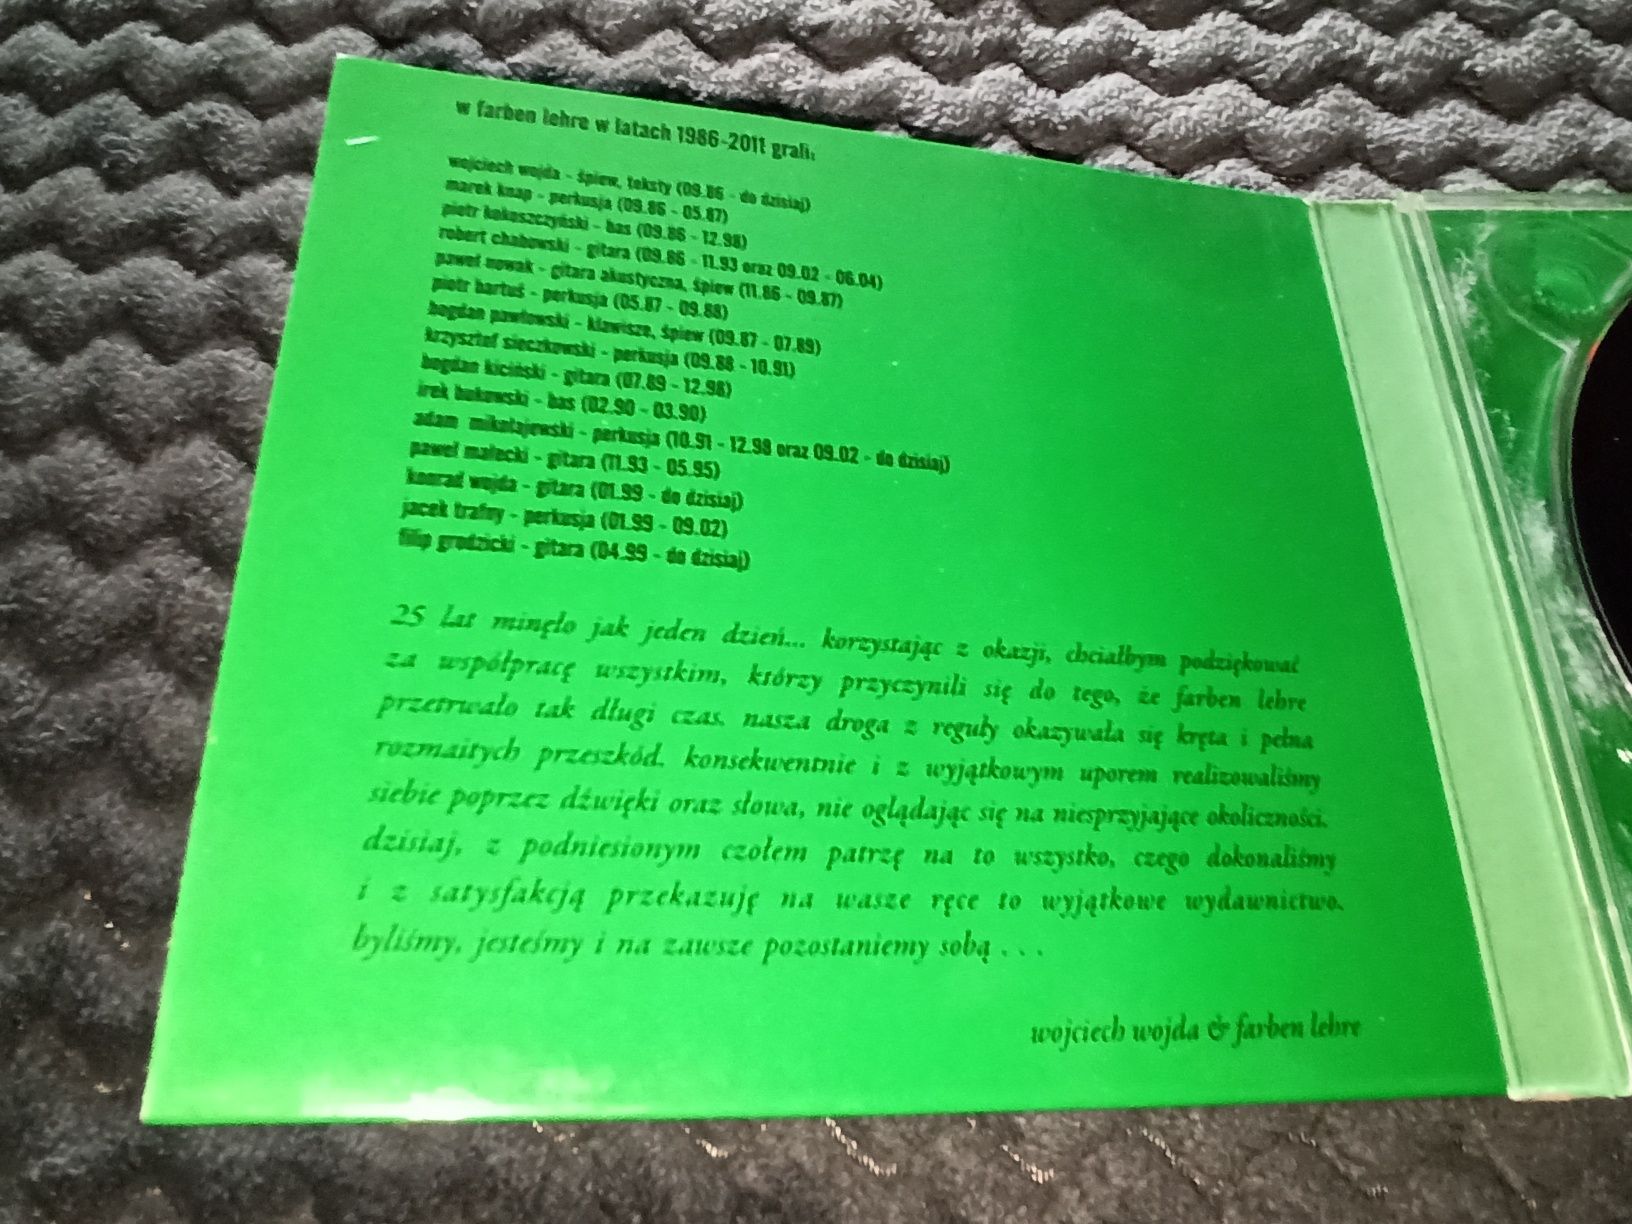 w farben lehre w latach 1986-2011 grali:
wojciech wojda - śpiew, teksty (09.86 - do dzisiaj)
marek knap - perkusja (09.86 - 05.87)
piotr kokoszczyński - bas (09.86 - 12.98)
robert chabowski - gitara (09.86 - 11.93 oraz 09.02 - 06.04)
paweł nowak - gitara akustyczna, śpiew (11.86 - 09.87)
piotr bartuś - perkusja (05.87 - 09.88)
bogdan pawłowski - klawisze, śpiew (09.87 - 07.89)
krzysztof sieczkowski - perkusja (09.88 - 10.91)
bogdan kiciński - gitara (07.89 - 12.98)
irek bukowski - bas (02.90 - 03.90)
adam mikołajewski - perkusja (10.91 - 12.98 oraz 09.02 - do dzisiaj)
paweł małecki - gitara (11.93 - 05.95)
konrad wojda - gitara (01.99 - do dzisiaj)
jacek trafny - perkusja (01.99 - 09.02)
filip grodzicki - gitara (04.99 - do dzisiaj)
25 lat minęło jak jeden dzień... korzystając z okazji, chciałbym podziękować
za współpracę wszystkim, którzy przyczynili się do tego, że farben lehre
przetrwało tak długi czas. nasza droga z reguły okazywała się kręta i pełna
rozmaitych przeszkód. konsekwentnie i z wyjątkowym uporem realizowaliśmy
siebie poprzez dźwięki oraz słowa, nie oglądając się na niesprzyjające okoliczności.
dzisiaj, z podniesionym czołem patrzę na to wszystko, czego dokonaliśmy
i z satysfakcją przekazuję na wasze ręce to wyjątkowe wydawnictwo.
byliśmy, jesteśmy i na zawsze pozostaniemy sobą . . .
wojciech wojda & farben lehre